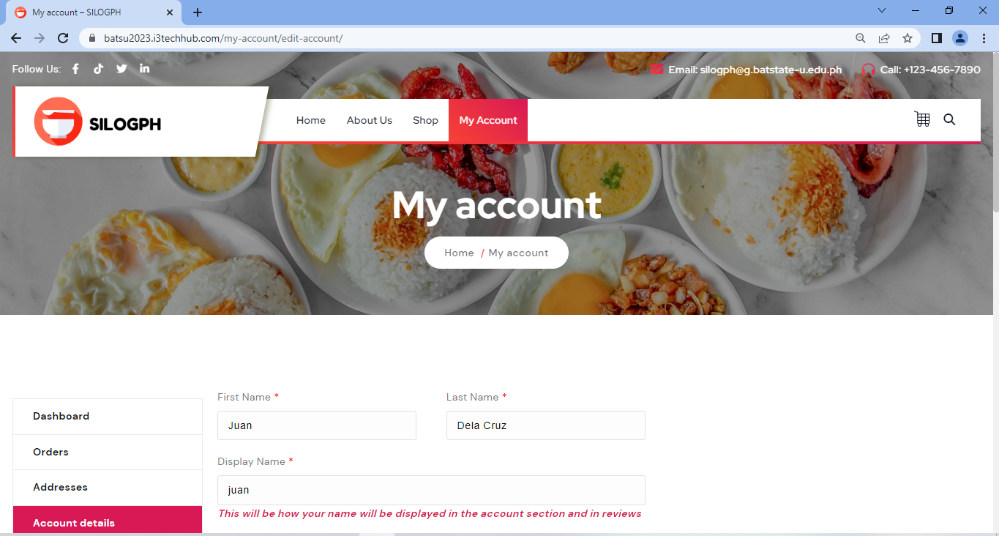 My account – SILOGPH
batsu2023.i3techhub.com/my-account/edit-account/
Follow Us:
Email: silogph@g.batstate-u.edu.ph
Call: +123-456-7890
SILOGPH
Home
About Us
Shop
My Account
My account
Home / My account
Dashboard
Orders
Addresses
Account details
First Name *
Last Name *
Juan
Dela Cruz
Display Name *
juan
This will be how your name will be displayed in the account section and in reviews